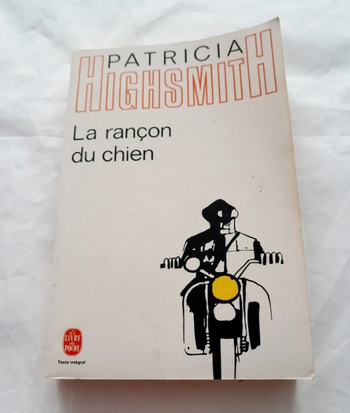 PATRICIA
HIGHSMITH
La rançon
du chien
Le
LIVRE
de
POCHE
Texte intégral